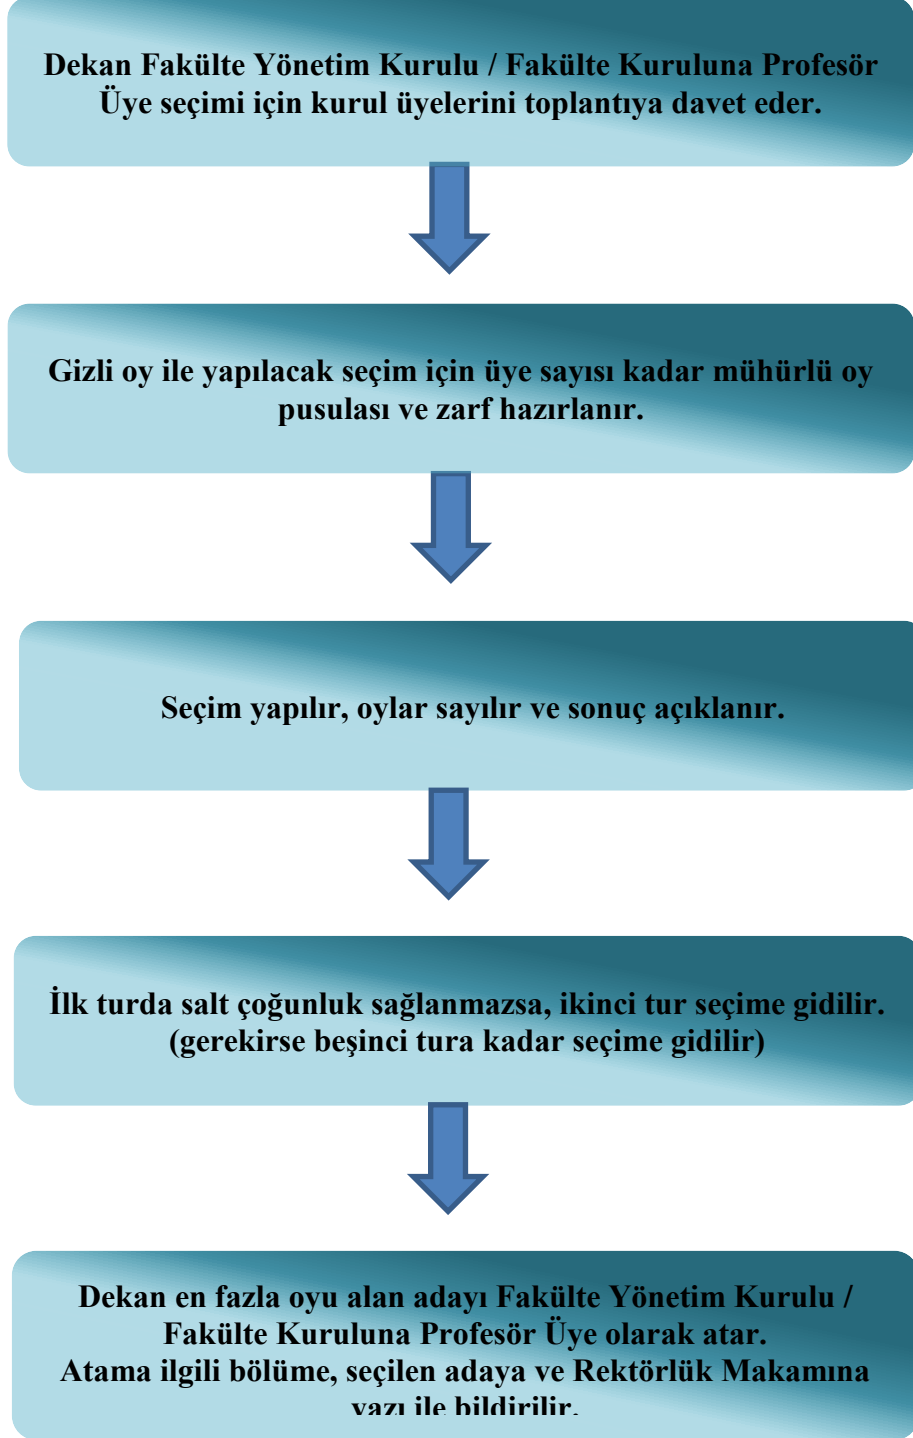 Dekan Fakülte Yönetim Kurulu / Fakülte Kuruluna Profesör
Üye seçimi için kurul üyelerini toplantıya davet eder.
Gizli oy ile yapılacak seçim için üye sayısı kadar mühürlü oy
pusulası ve zarf hazırlanır.
Seçim yapılır, oylar sayılır ve sonuç açıklanır.
İlk turda salt çoğunluk sağlanmazsa, ikinci tur seçime gidilir.
(gerekirse beşinci tura kadar seçime gidilir)
Dekan en fazla oyu alan adayı Fakülte Yönetim Kurulu /
Fakülte Kuruluna Profesör Üye olarak atar.
Atama ilgili bölüme, seçilen adaya ve Rektörlük Makamına
yazı ile bildirilir.